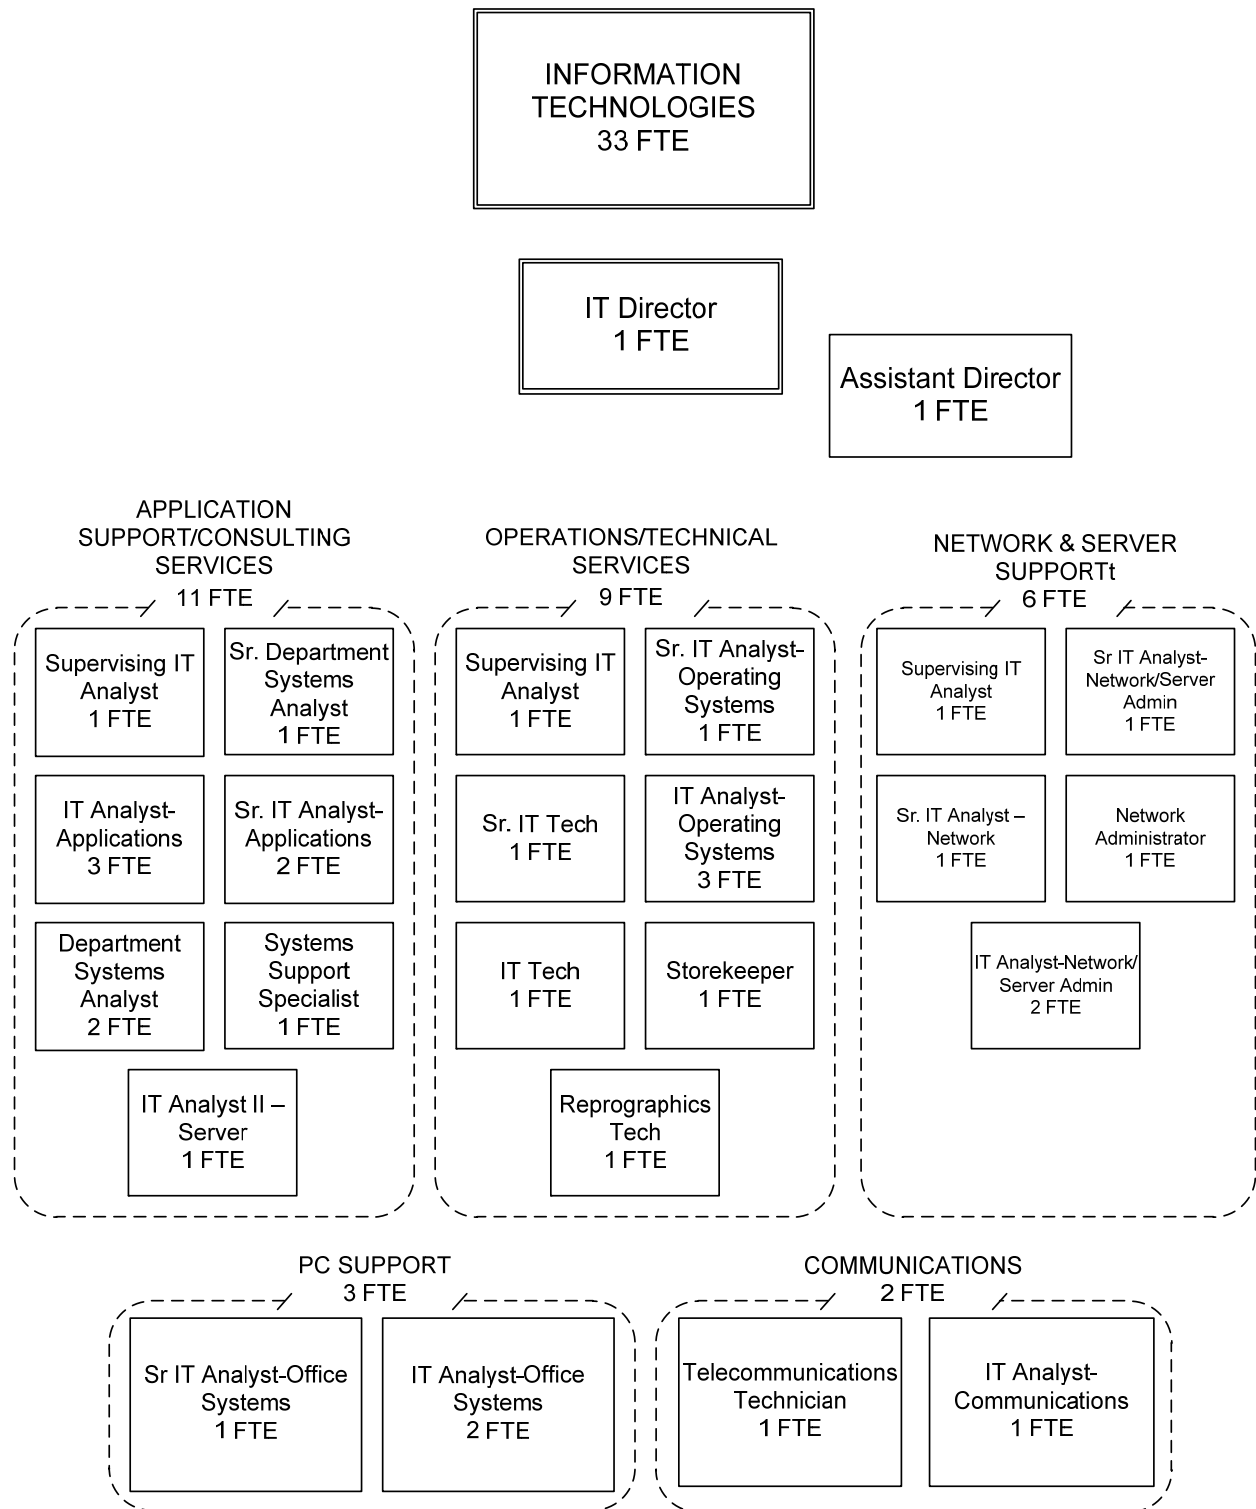 INFORMATION
TECHNOLOGIES
33 FTE
IT Director
1 FTE
Assistant Director
1 FTE
APPLICATION
SUPPORT/CONSULTING
SERVICES
11 FTE
Supervising IT
Analyst
1 FTE
Sr. Department
Systems
Analyst
1 FTE
IT Analyst-
Applications
3 FTE
Sr. IT Analyst-
Applications
2 FTE
Department
Systems
Analyst
2 FTE
Systems
Support
Specialist
1 FTE
IT Analyst II –
Server
1 FTE
OPERATIONS/TECHNICAL
SERVICES
9 FTE
Supervising IT
Analyst
1 FTE
Sr. IT Analyst-
Operating
Systems
1 FTE
Sr. IT Tech
1 FTE
IT Analyst-
Operating
Systems
3 FTE
IT Tech
1 FTE
Storekeeper
1 FTE
Reprographics
Tech
1 FTE
NETWORK & SERVER
SUPPORTt
6 FTE
Supervising IT
Analyst
1 FTE
Sr IT Analyst-
Network/Server
Admin
1 FTE
Sr. IT Analyst –
Network
1 FTE
Network
Administrator
1 FTE
IT Analyst-Network/
Server Admin
2 FTE
PC SUPPORT
3 FTE
Sr IT Analyst-Office
Systems
1 FTE
IT Analyst-Office
Systems
2 FTE
COMMUNICATIONS
2 FTE
Telecommunications
Technician
1 FTE
IT Analyst-
Communications
1 FTE